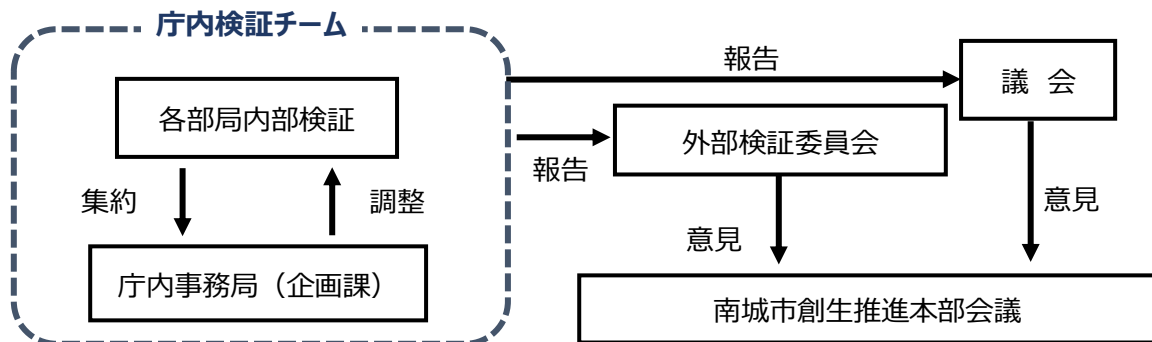 庁内検証チーム
各部局内部検証
集約
調整
庁内事務局（企画課）
報告
議 会
報告
外部検証委員会
意見
意見
南城市創生推進本部会議